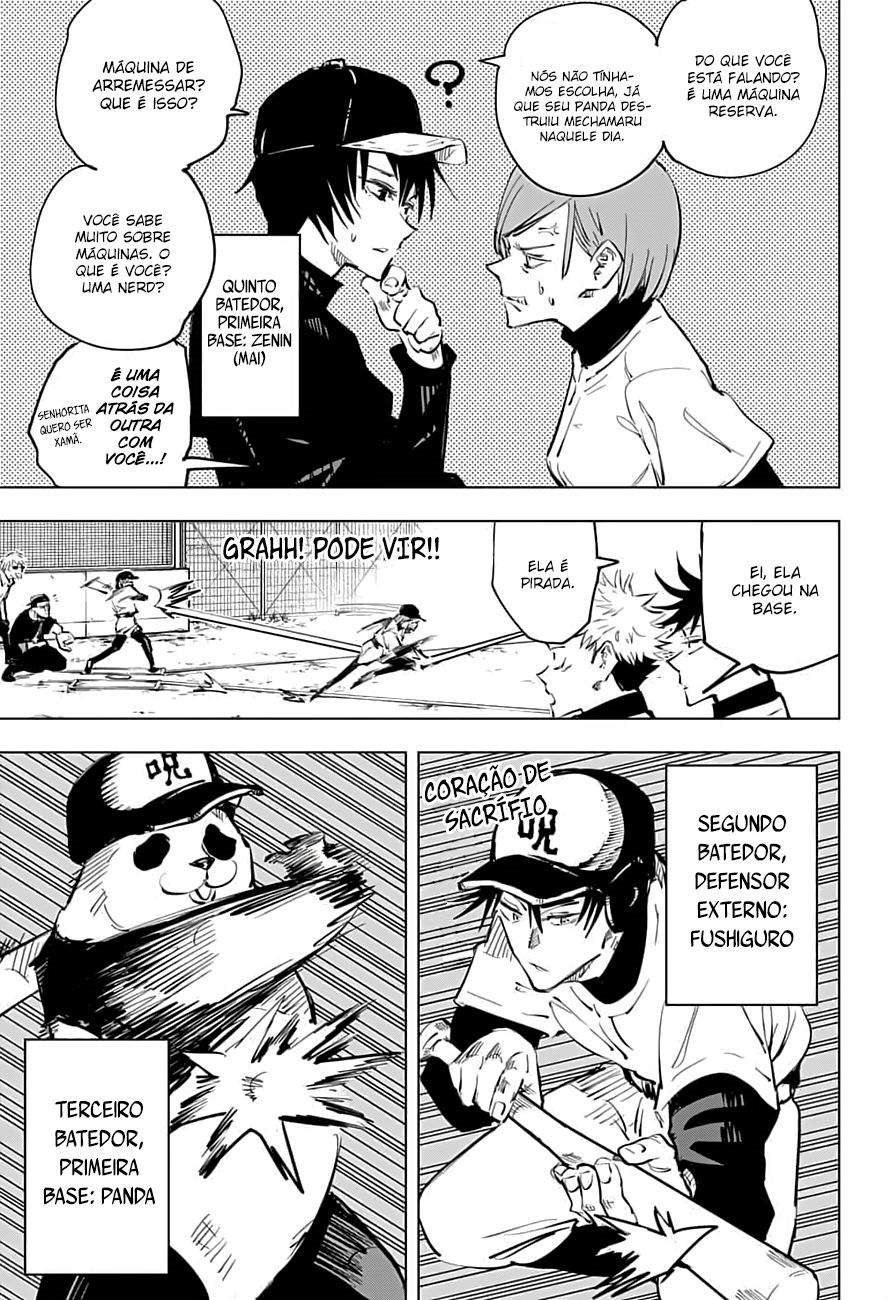 DO QUE VOCÊ
ESTÁ FALANDO?
É UMA MÁQUINA
RESERVA.
NÓS NÃO TÍNHA-
MOS ESCOLHA, JÁ
QUE SEU PANDA DES-
TRUIU MECHAMARU
NAQUELE DIA.
?
MÁQUINA DE
ARREMESSAR?
QUE É ISSO?
VOCÊ SABE
MUITO SOBRE
MÁQUINAS. O
QUE É VOCÊ?
UMA NERD?
QUINTO
BATEDOR,
PRIMEIRA
BASE: ZENIN
(MAI)
É UMA
COISA
ATRÁS DA
OUTRA
COM
VOCÊ...!
SENHORITA
QUERO SER
XAMÃ.
EI, ELA
CHEGOU NA
BASE.
ELA É
PIRADA.
GRAHH! PODE VIR!!
SEGUNDO
BATEDOR,
DEFENSOR
EXTERNO:
FUSHIGURO
CORAÇÃO DE
SACRÍFIO
呪
呪
TERCEIRO
BATEDOR,
PRIMEIRA
BASE: PANDA